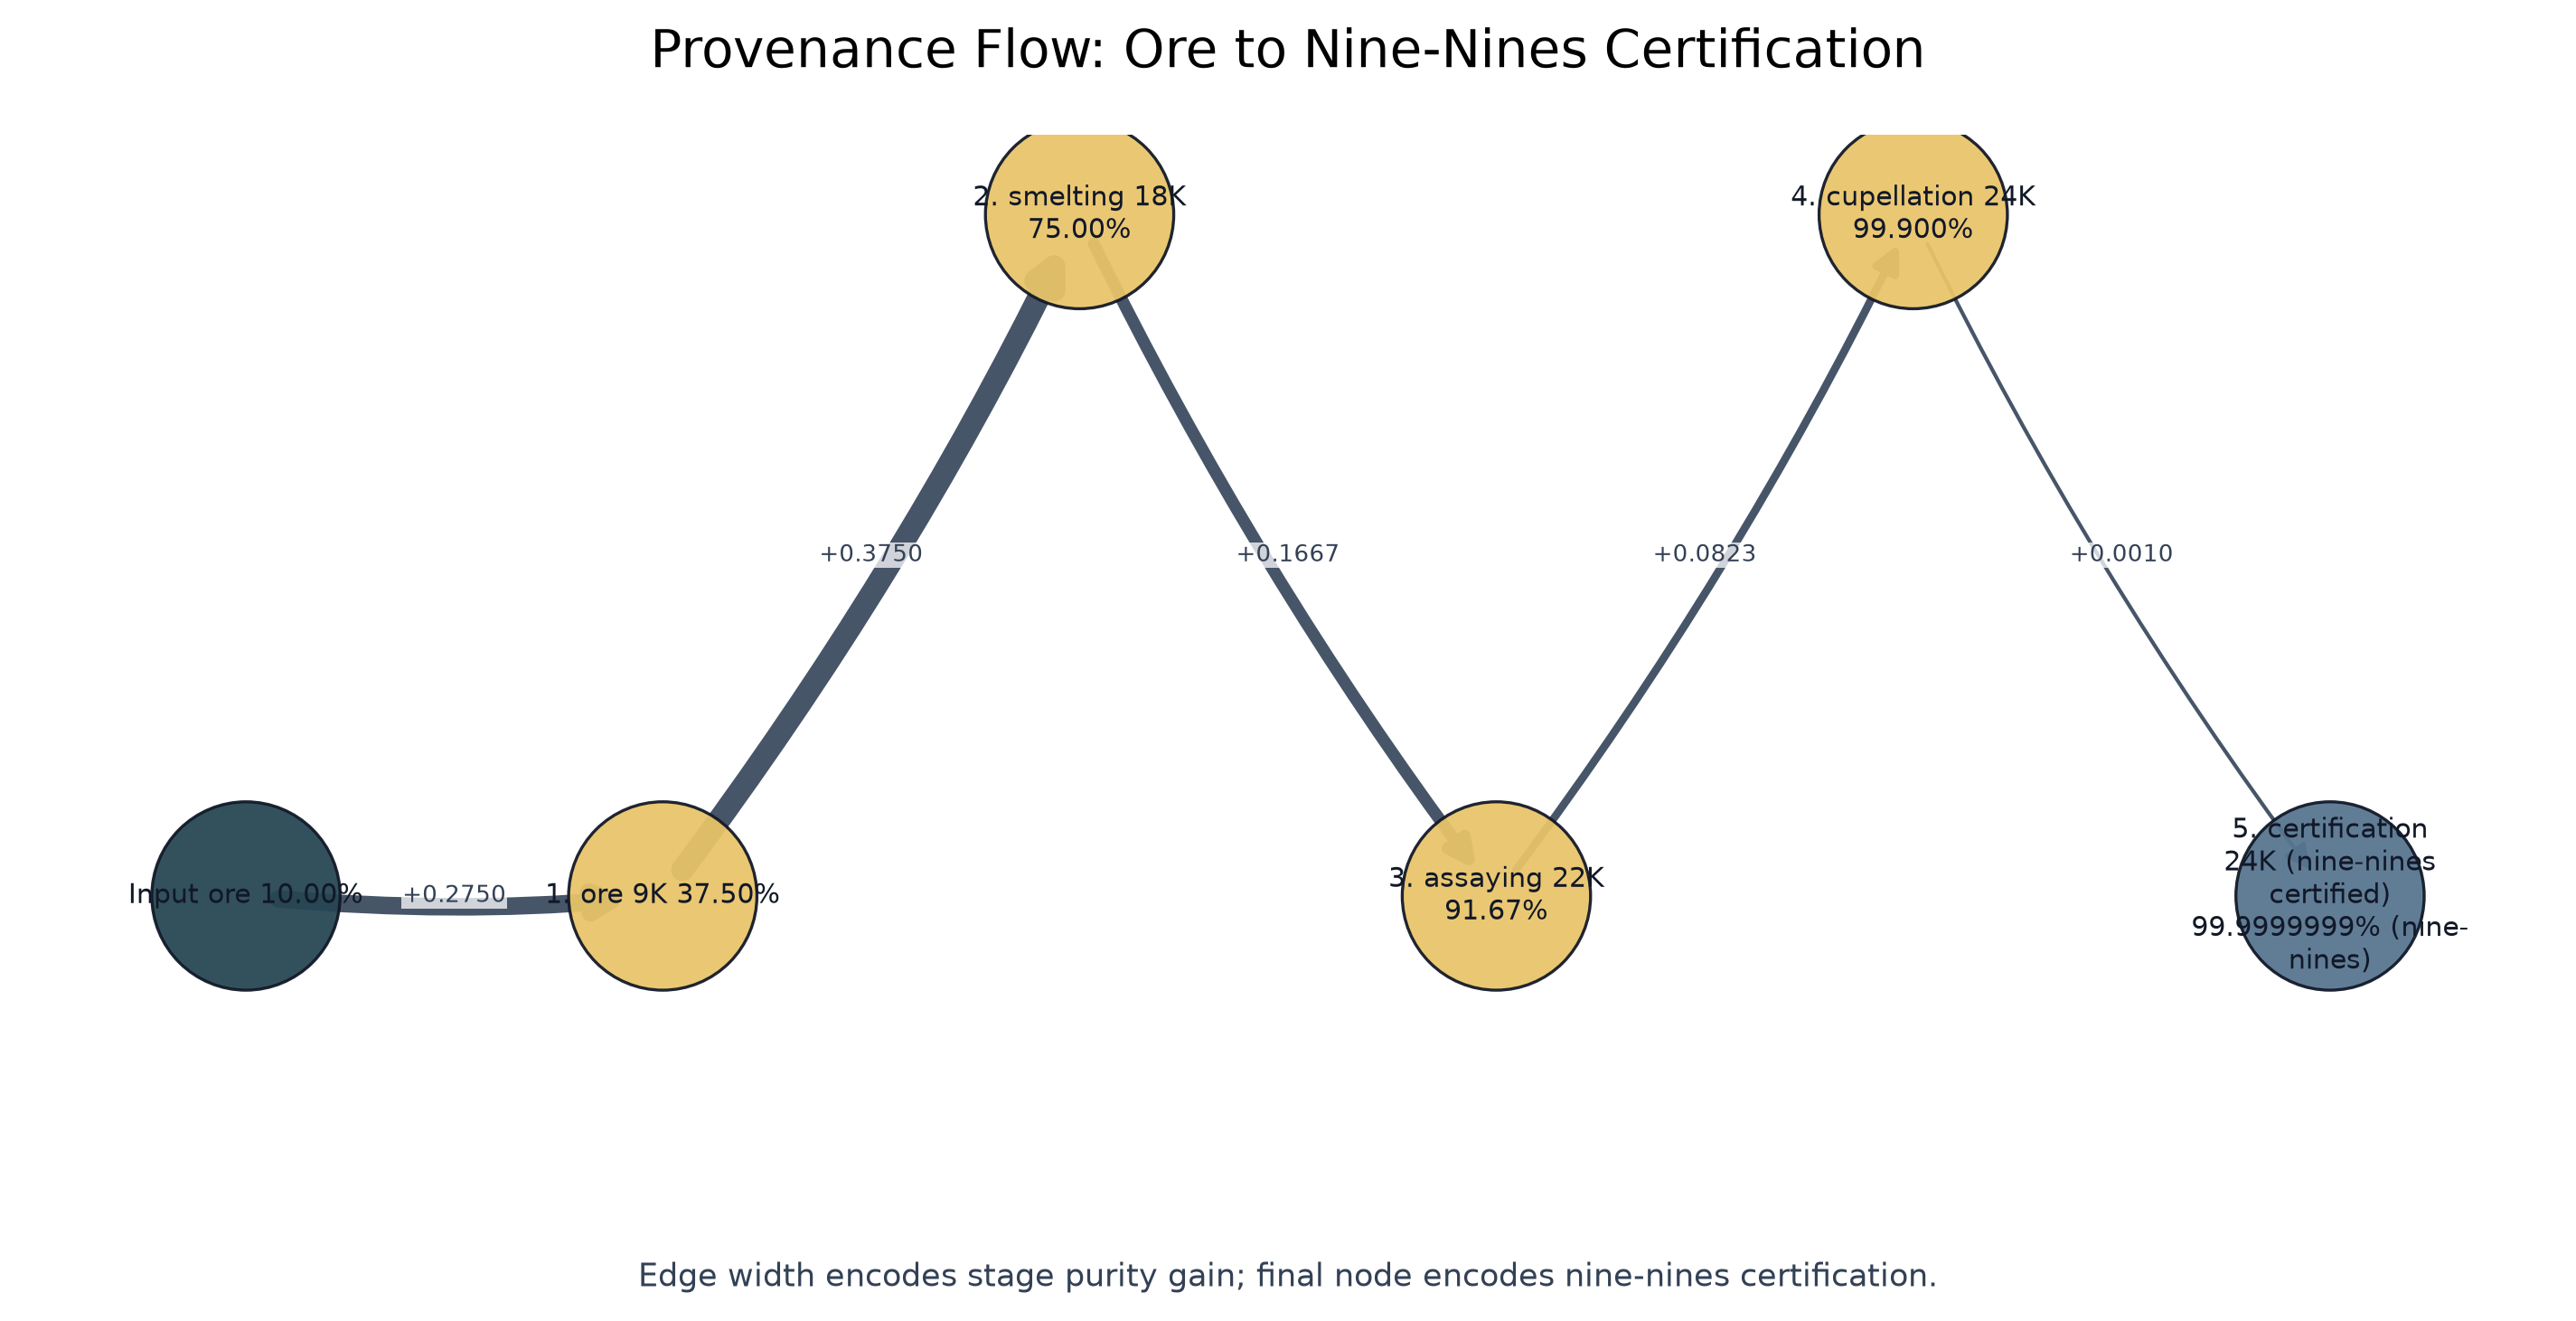 Provenance Flow: Ore to Nine-Nines Certification
2. smelting 18K
75.00%
4. cupellation 24K
99.900%
+0.3750
+0.1667
+0.0823
+0.0010
Input ore 10.00%
+0.2750
1. ore 9K 37.50%
3. assaying 22K
91.67%
5. certification
24K (nine-nines
certified)
99.9999999% (nine-
nines)
Edge width encodes stage purity gain; final node encodes nine-nines certification.